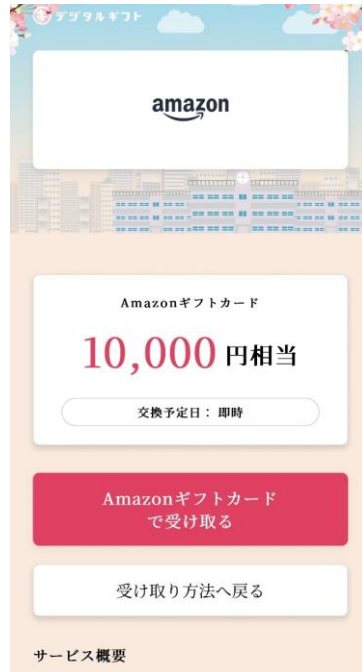 デジタルギフト
amazon
Amazonギフトカード
10,000 円相当
交換予定日： 即時
Amazonギフトカード
で受け取る
受け取り方法へ戻る
サービス概要